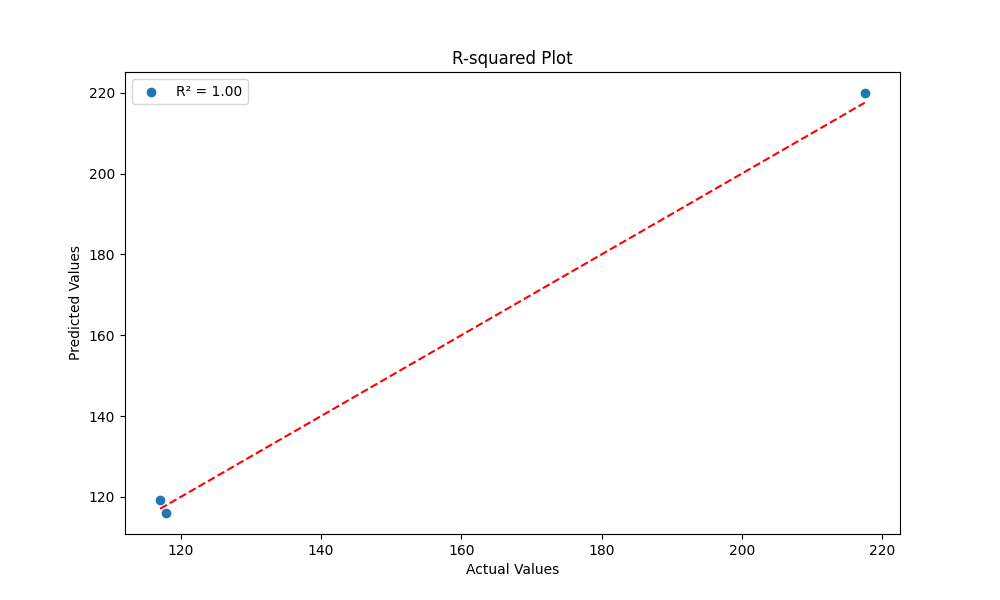 R-squared Plot
R² = 1.00
220
200
180
160
140
120
Predicted Values
120 140 160 180 200 220
Actual Values